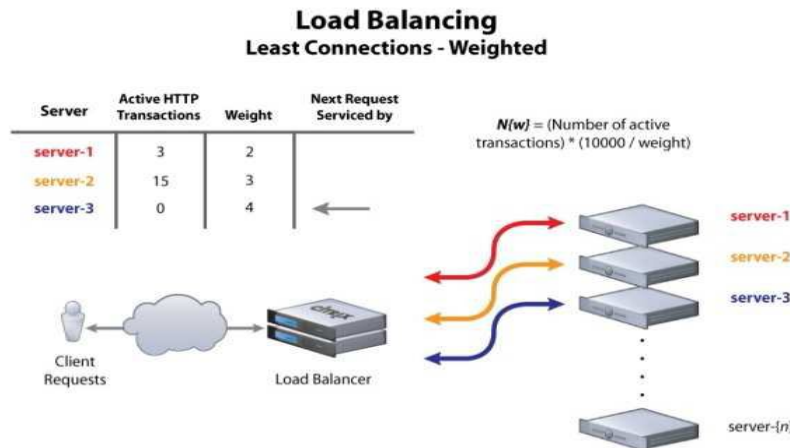 Load Balancing
Least Connections - Weighted
Server
Active HTTP
Transactions
Weight
Next Request
Serviced by
server-1 3 2
server-2 15 3
server-3 0 4
N{w} = (Number of active
transactions) * (10000 / weight)
server-1
server-2
server-3
citrix
Client
Requests
Load Balancer
server-{n}